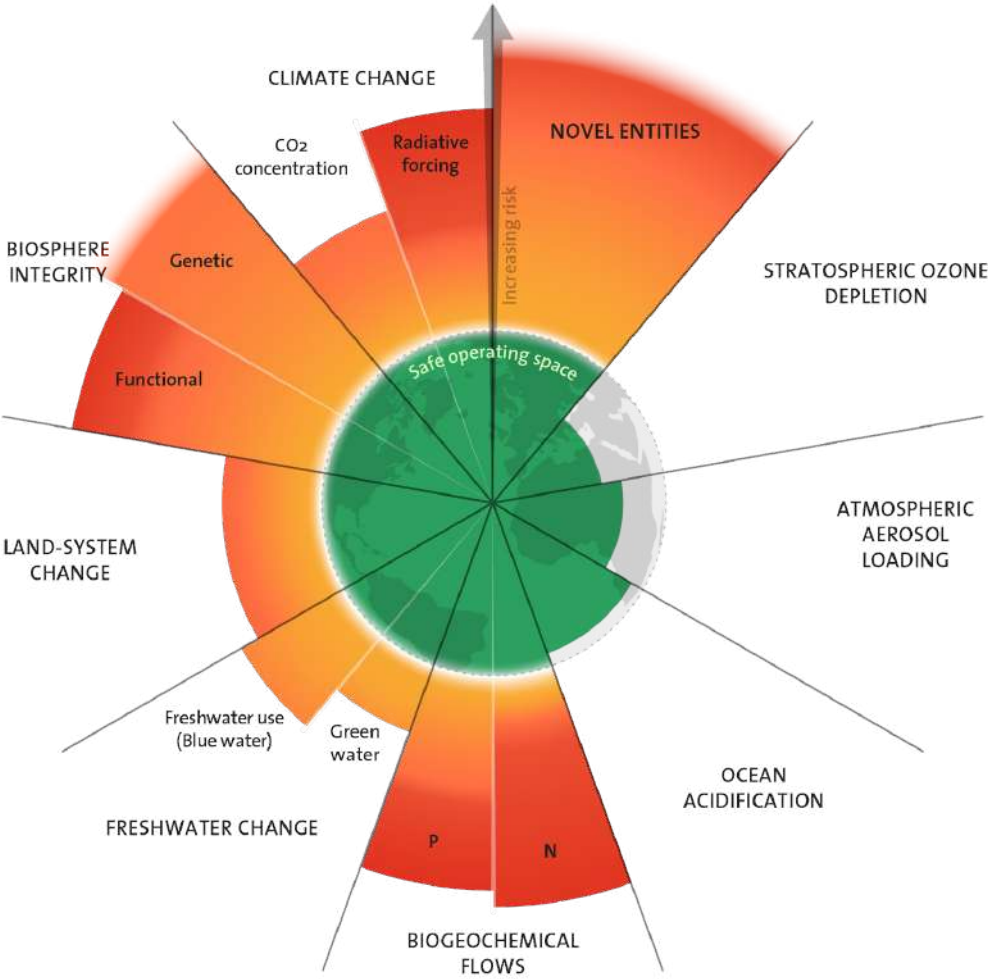 CLIMATE CHANGE
CO2
concentration
Radiative
forcing
NOVEL ENTITIES
Increasing risk
STRATOSPHERIC OZONE
DEPLETION
BIOSPHERE
INTEGRITY
Genetic
Functional
Safe operating space
ATMOSPHERIC
AEROSOL
LOADING
LAND-SYSTEM
CHANGE
Freshwater use
(Blue water)
Green
water
FRESHWATER CHANGE
P
N
OCEAN
ACIDIFICATION
BIOGEOCHEMICAL
FLOWS